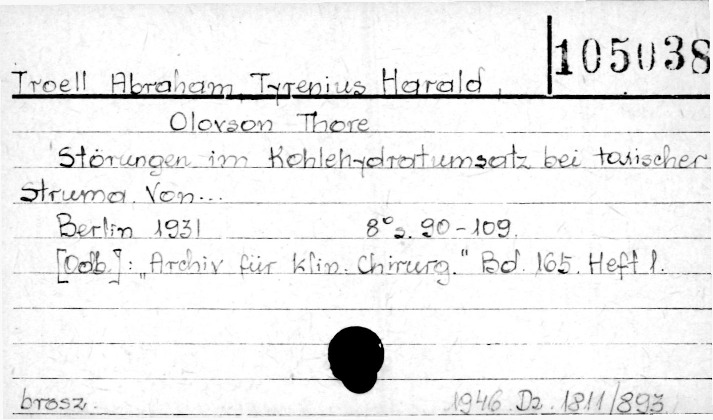 105038
Troell Abraham, Tyrenius Harald,
Olovson Thore
Störungen im Kohlehydratumsatz bei toxischer
Struma. Von...
Berlin 1931 8° s. 90-109.
[Odb.]: „Archiv für klin. Chirurg." Bd. 165. Heft 1.
brosz. 1946 Dz. 1811/893